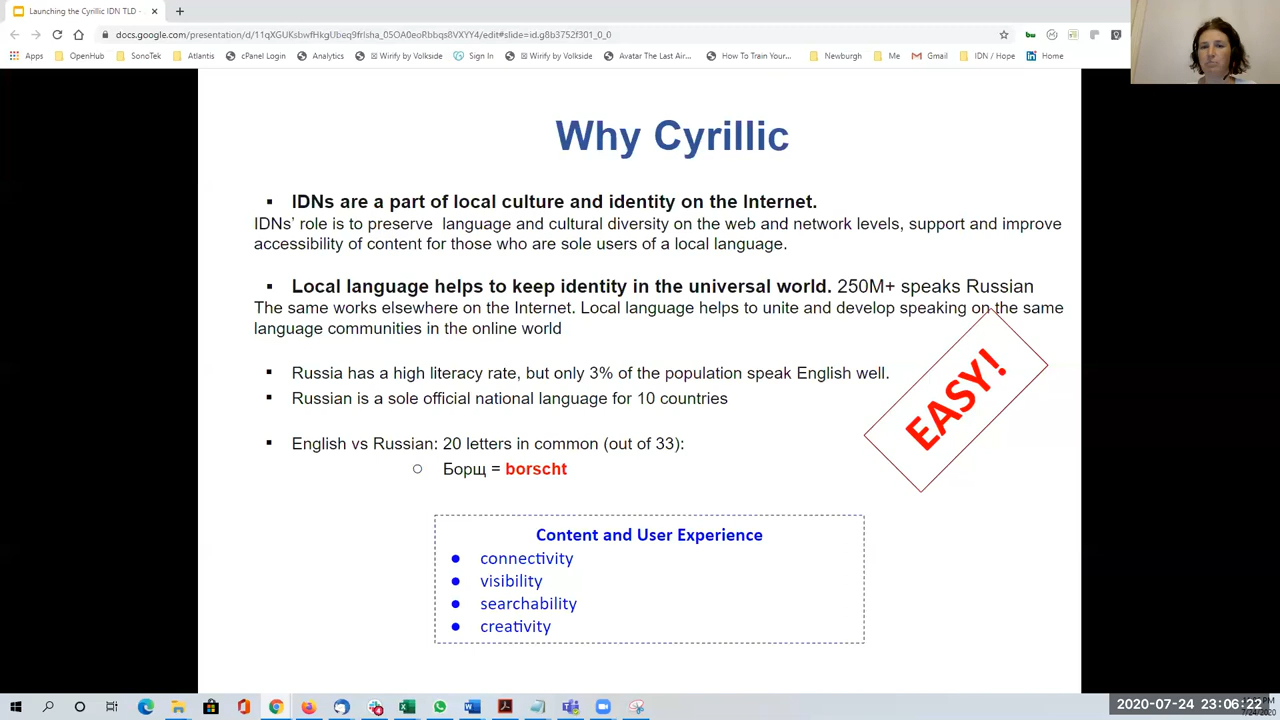 Launching the Cyrillic IDN TLD -
docs.google.com/presentation/d/11qXGUKsbwfHkgUbeq9frisha_05OA0eoRbbqs8VXYY4/edit#slide=id.g8b3752f301_0_0
Apps OpenHub SonoTek Atlantis cPanel Login Analytics Wirify by Volkside Sign In Wirify by Volkside Avatar The Last Air... How To Train Your... Newburgh Me Gmail IDN / Hope Home
Why Cyrillic
▪ IDNs are a part of local culture and identity on the Internet.
IDNs' role is to preserve language and cultural diversity on the web and network levels, support and improve
accessibility of content for those who are sole users of a local language.
▪ Local language helps to keep identity in the universal world. 250M+ speaks Russian
The same works elsewhere on the Internet. Local language helps to unite and develop speaking on the same
language communities in the online world
▪ Russia has a high literacy rate, but only 3% of the population speak English well.
▪ Russian is a sole official national language for 10 countries
EASY!
▪ English vs Russian: 20 letters in common (out of 33):
○ Борщ = borscht
Content and User Experience
● connectivity
● visibility
● searchability
● creativity
2020-07-24 23:06:22